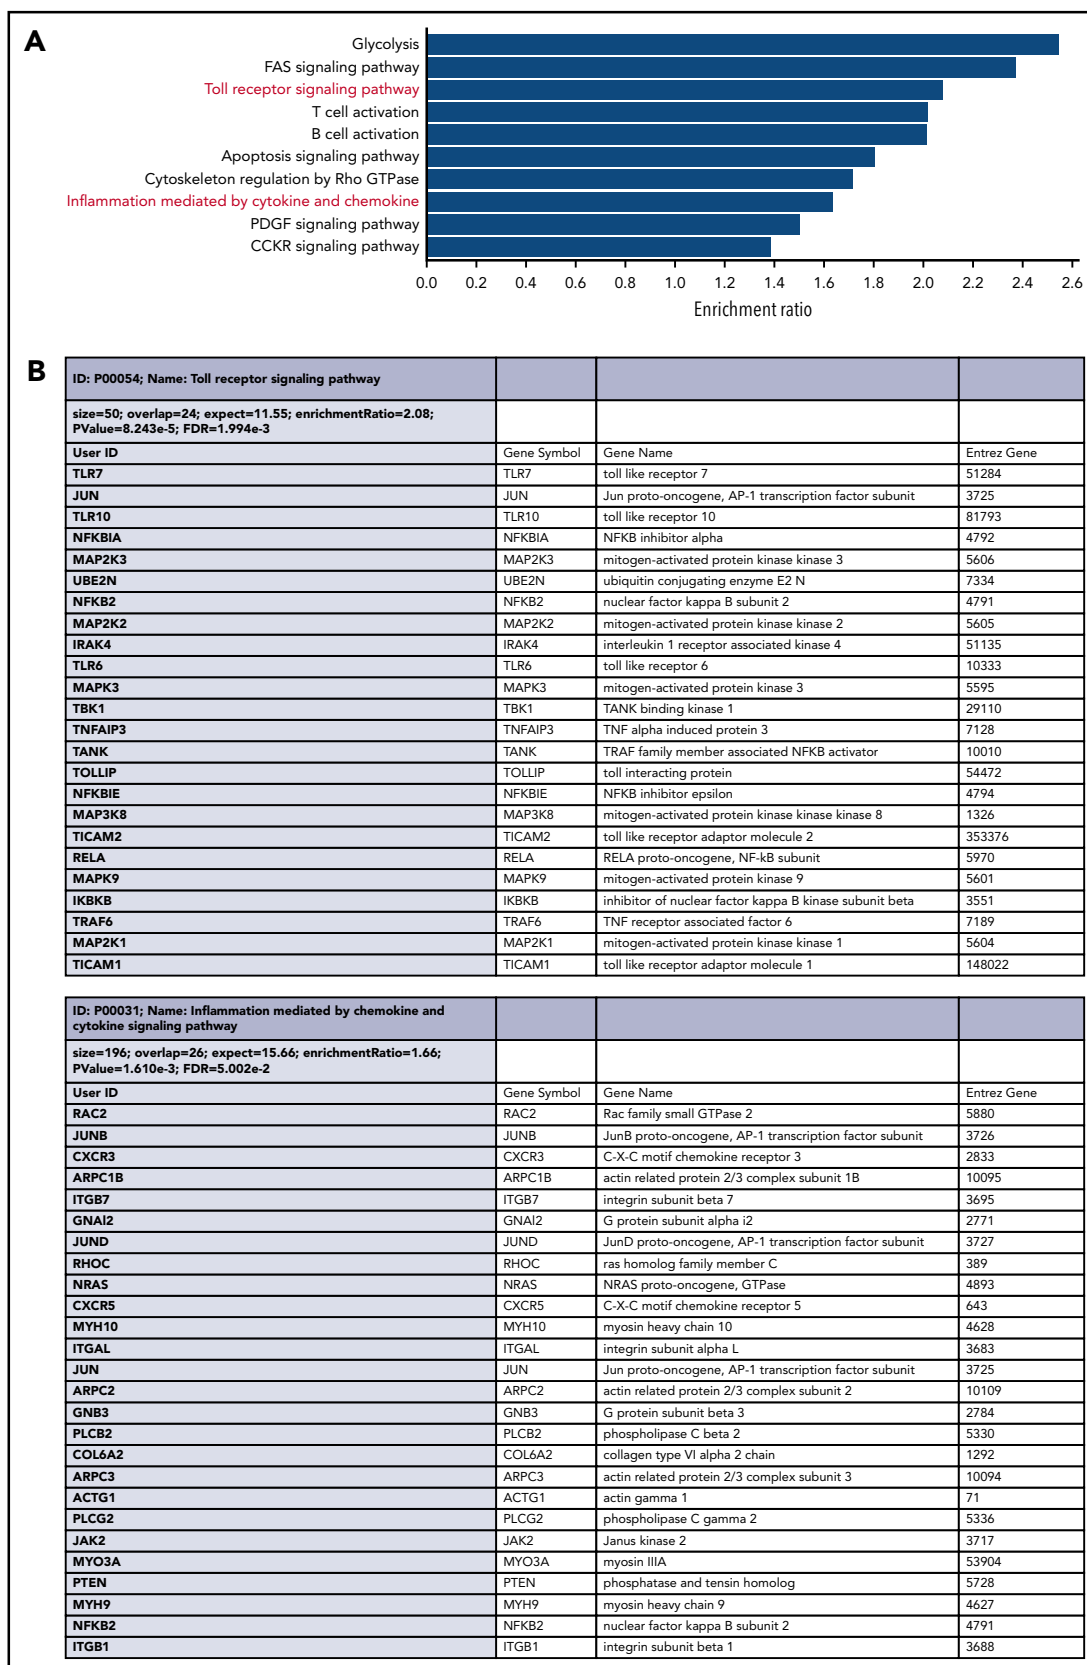 A
Glycolysis
FAS signaling pathway
Toll receptor signaling pathway
T cell activation
B cell activation
Apoptosis signaling pathway
Cytoskeleton regulation by Rho GTPase
Inflammation mediated by cytokine and chemokine
PDGF signaling pathway
CCKR signaling pathway
0.0 0.2 0.4 0.6 0.8 1.0 1.2 1.4 1.6 1.8 2.0 2.2 2.4 2.6
Enrichment ratio
B
ID: P00054; Name: Toll receptor signaling pathway
size=50; overlap=24; expect=11.55; enrichmentRatio=2.08;
PValue=8.243e-5; FDR=1.994e-3
User ID Gene Symbol Gene Name Entrez Gene
TLR7 TLR7 toll like receptor 7 51284
JUN JUN Jun proto-oncogene, AP-1 transcription factor subunit 3725
TLR10 TLR10 toll like receptor 10 81793
NFKBIA NFKBIA NFKB inhibitor alpha 4792
MAP2K3 MAP2K3 mitogen-activated protein kinase kinase 3 5606
UBE2N UBE2N ubiquitin conjugating enzyme E2 N 7334
NFKB2 NFKB2 nuclear factor kappa B subunit 2 4791
MAP2K2 MAP2K2 mitogen-activated protein kinase kinase 2 5605
IRAK4 IRAK4 interleukin 1 receptor associated kinase 4 51135
TLR6 TLR6 toll like receptor 6 10333
MAPK3 MAPK3 mitogen-activated protein kinase 3 5595
TBK1 TBK1 TANK binding kinase 1 29110
TNFAIP3 TNFAIP3 TNF alpha induced protein 3 7128
TANK TANK TRAF family member associated NFKB activator 10010
TOLLIP TOLLIP toll interacting protein 54472
NFKBIE NFKBIE NFKB inhibitor epsilon 4794
MAP3K8 MAP3K8 mitogen-activated protein kinase kinase kinase 8 1326
TICAM2 TICAM2 toll like receptor adaptor molecule 2 353376
RELA RELA RELA proto-oncogene, NF-kB subunit 5970
MAPK9 MAPK9 mitogen-activated protein kinase 9 5601
IKBKB IKBKB inhibitor of nuclear factor kappa B kinase subunit beta 3551
TRAF6 TRAF6 TNF receptor associated factor 6 7189
MAP2K1 MAP2K1 mitogen-activated protein kinase kinase 1 5604
TICAM1 TICAM1 toll like receptor adaptor molecule 1 148022
ID: P00031; Name: Inflammation mediated by chemokine and
cytokine signaling pathway
size=196; overlap=26; expect=15.66; enrichmentRatio=1.66;
PValue=1.610e-3; FDR=5.002e-2
User ID Gene Symbol Gene Name Entrez Gene
RAC2 RAC2 Rac family small GTPase 2 5880
JUNB JUNB JunB proto-oncogene, AP-1 transcription factor subunit 3726
CXCR3 CXCR3 C-X-C motif chemokine receptor 3 2833
ARPC1B ARPC1B actin related protein 2/3 complex subunit 1B 10095
ITGB7 ITGB7 integrin subunit beta 7 3695
GNAI2 GNAI2 G protein subunit alpha i2 2771
JUND JUND JunD proto-oncogene, AP-1 transcription factor subunit 3727
RHOC RHOC ras homolog family member C 389
NRAS NRAS NRAS proto-oncogene, GTPase 4893
CXCR5 CXCR5 C-X-C motif chemokine receptor 5 643
MYH10 MYH10 myosin heavy chain 10 4628
ITGAL ITGAL integrin subunit alpha L 3683
JUN JUN Jun proto-oncogene, AP-1 transcription factor subunit 3725
ARPC2 ARPC2 actin related protein 2/3 complex subunit 2 10109
GNB3 GNB3 G protein subunit beta 3 2784
PLCB2 PLCB2 phospholipase C beta 2 5330
COL6A2 COL6A2 collagen type VI alpha 2 chain 1292
ARPC3 ARPC3 actin related protein 2/3 complex subunit 3 10094
ACTG1 ACTG1 actin gamma 1 71
PLCG2 PLCG2 phospholipase C gamma 2 5336
JAK2 JAK2 Janus kinase 2 3717
MYO3A MYO3A myosin IIIA 53904
PTEN PTEN phosphatase and tensin homolog 5728
MYH9 MYH9 myosin heavy chain 9 4627
NFKB2 NFKB2 nuclear factor kappa B subunit 2 4791
ITGB1 ITGB1 integrin subunit beta 1 3688